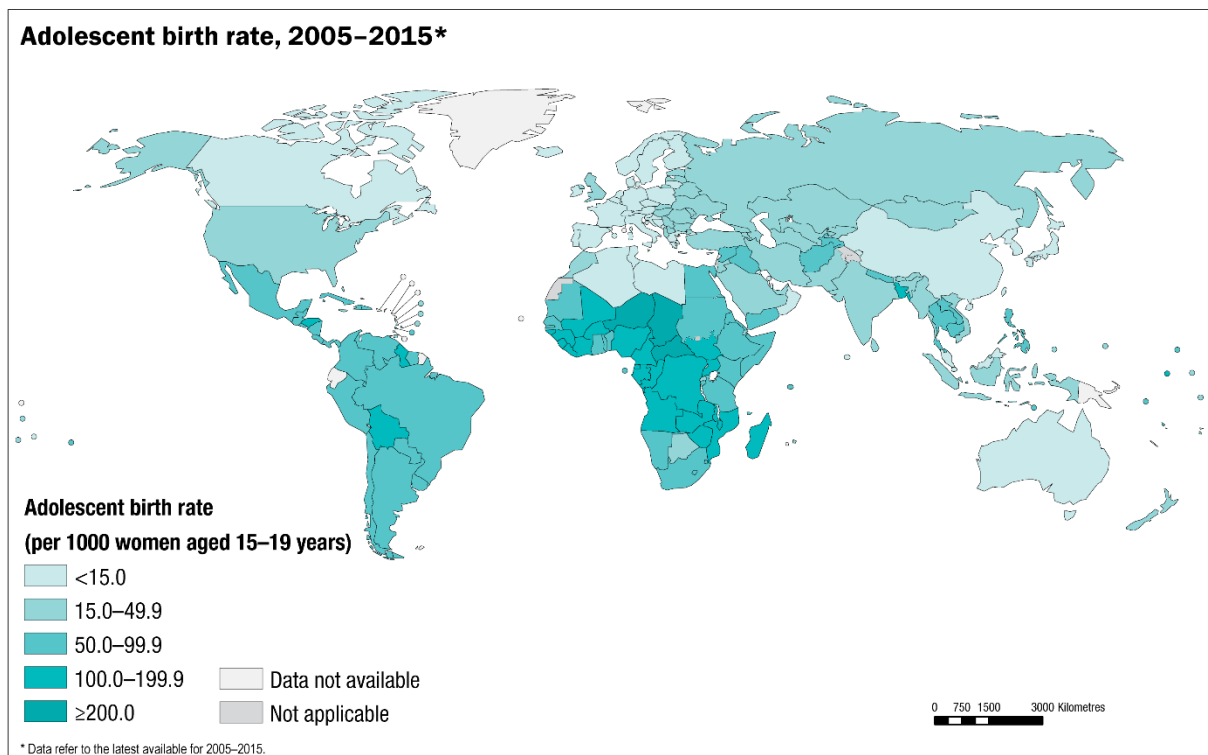 Adolescent birth rate, 2005–2015*
Adolescent birth rate
(per 1000 women aged 15–19 years)
<15.0
15.0–49.9
50.0–99.9
100.0–199.9
≥200.0
Data not available
Not applicable
0 750 1500 3000 Kilometres
* Data refer to the latest available for 2005–2015.